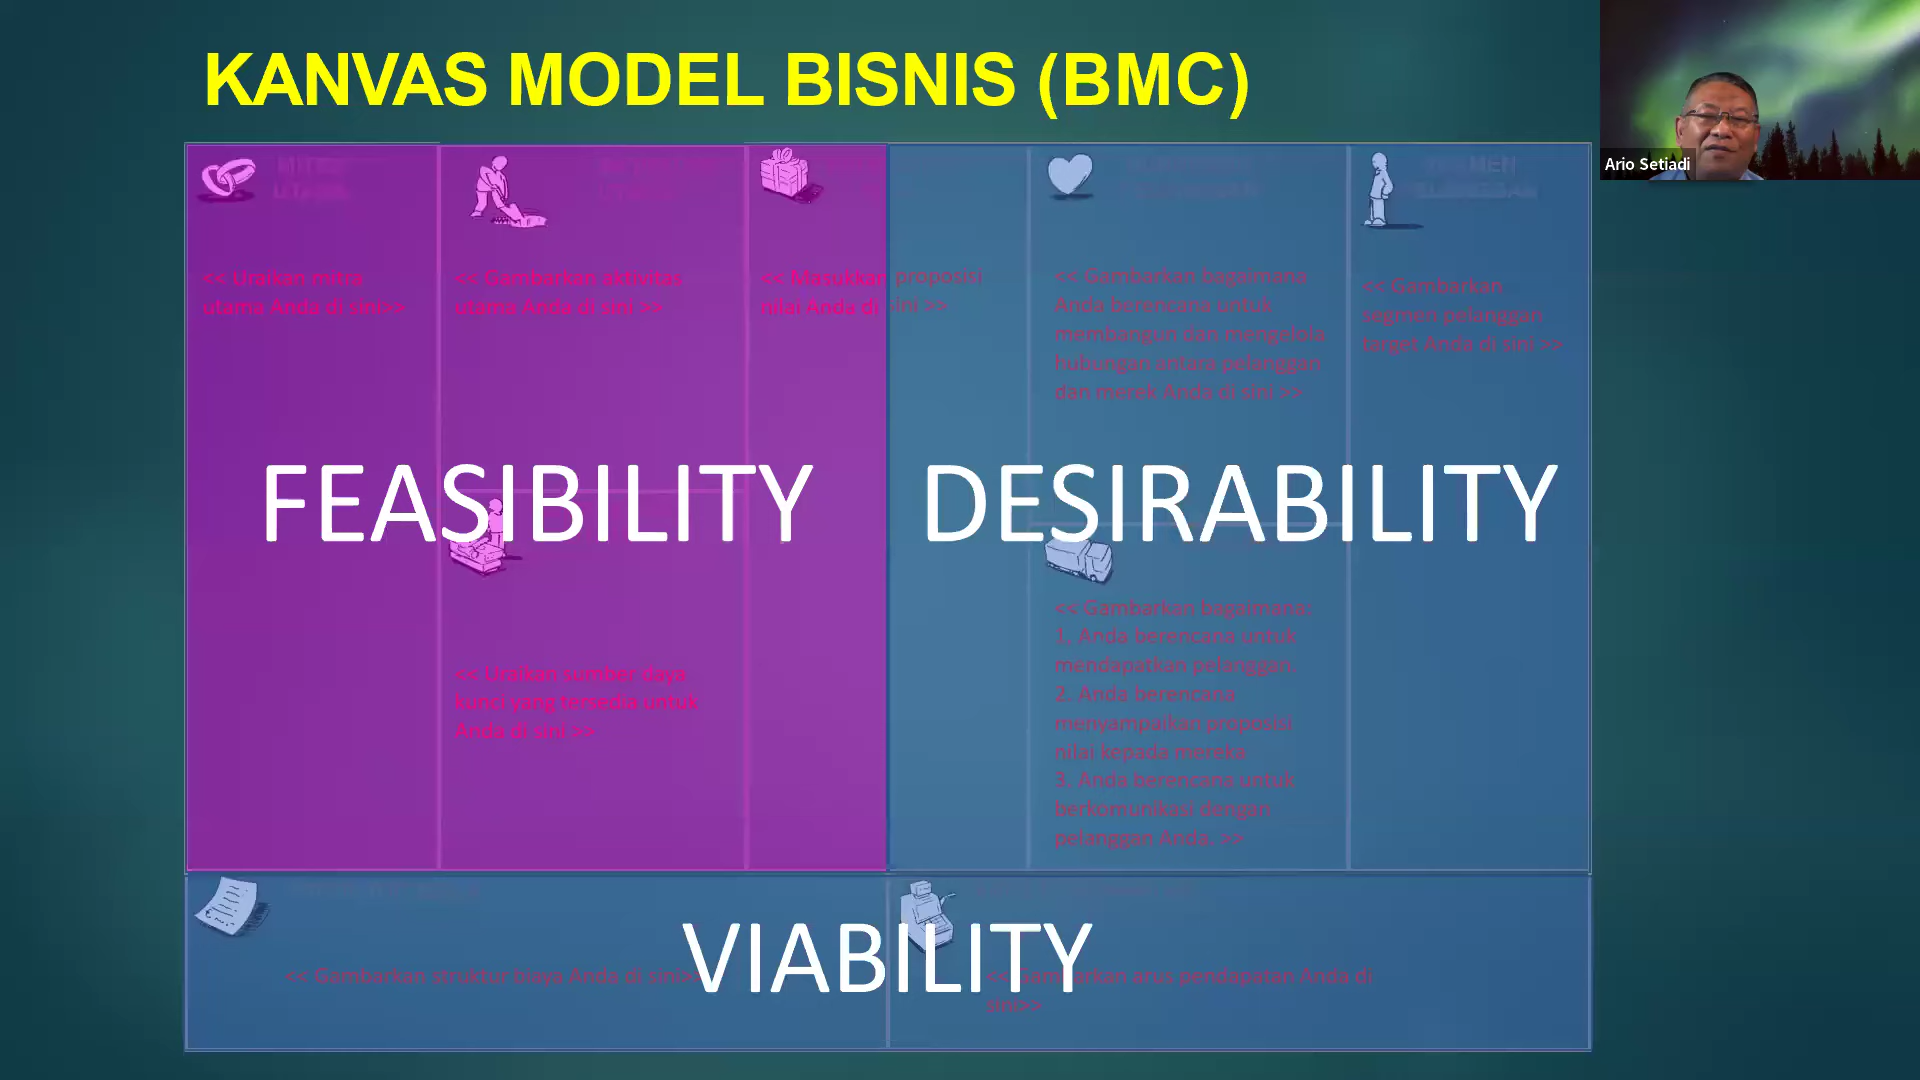 KANVAS MODEL BISNIS (BMC)
Ario Setiadi
MITRA
UTAMA
<< Uraikan mitra
utama Anda di sini>>
<< Gambarkan aktivitas
utama Anda di sini >>
<< Masukkan proposisi
nilai Anda di sini >>
<< Gambarkan bagaimana
Anda berencana untuk
membangun dan mengelola
hubungan antara pelanggan
dan merek Anda di sini >>
SEGMEN
PELANGGAN
<< Gambarkan
segmen pelanggan
target Anda di sini >>
FEASIBILITY
DESIRABILITY
<< Uraikan sumber daya
kunci yang tersedia untuk
Anda di sini >>
<< Gambarkan bagaimana:
1. Anda berencana untuk
mendapatkan pelanggan.
2. Anda berencana
menyampaikan proposisi
nilai kepada mereka
3. Anda berencana untuk
berkomunikasi dengan
pelanggan Anda. >>
VIABILITY
<< Gambarkan struktur biaya Anda di sini>>
<< Gambarkan arus pendapatan Anda di
sini>>